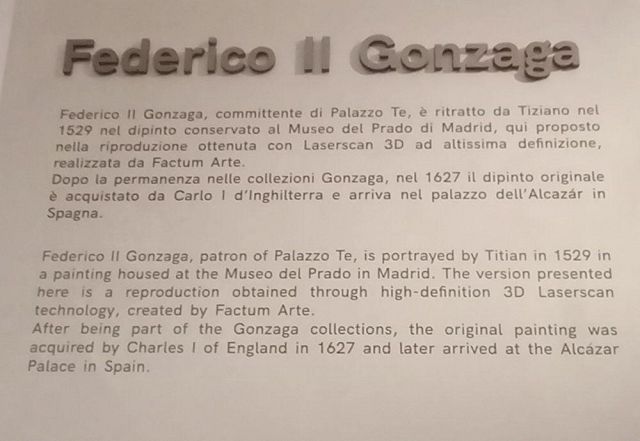 Federico II Gonzaga
Federico II Gonzaga, committente di Palazzo Te, è ritratto da Tiziano nel
1529 nel dipinto conservato al Museo del Prado di Madrid, qui proposto
nella riproduzione ottenuta con Laserscan 3D ad altissima definizione,
realizzata da Factum Arte.
Dopo la permanenza nelle collezioni Gonzaga, nel 1627 il dipinto originale
è acquistato da Carlo I d'Inghilterra e arriva nel palazzo dell'Alcazár in
Spagna.
Federico II Gonzaga, patron of Palazzo Te, is portrayed by Titian in 1529 in
a painting housed at the Museo del Prado in Madrid. The version presented
here is a reproduction obtained through high-definition 3D Laserscan
technology, created by Factum Arte.
After being part of the Gonzaga collections, the original painting was
acquired by Charles I of England in 1627 and later arrived at the Alcázar
Palace in Spain.